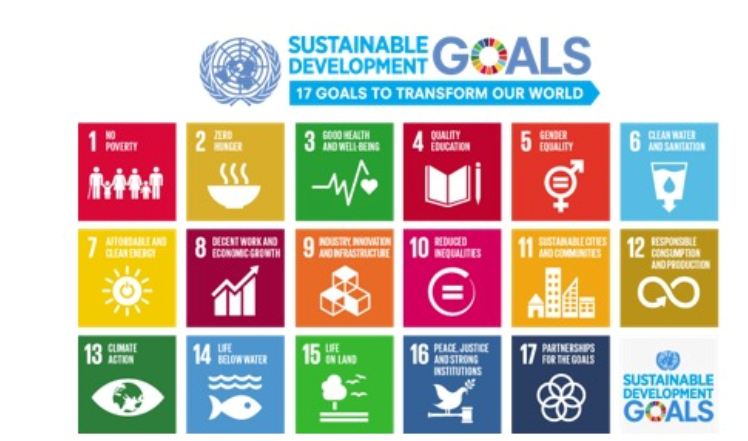 SUSTAINABLE
DEVELOPMENT
GOALS
17 GOALS TO TRANSFORM OUR WORLD
1 NO
POVERTY
2 ZERO
HUNGER
3 GOOD HEALTH
AND WELL-BEING
4 QUALITY
EDUCATION
5 GENDER
EQUALITY
6 CLEAN WATER
AND SANITATION
7 AFFORDABLE AND
CLEAN ENERGY
8 DECENT WORK AND
ECONOMIC GROWTH
9 INDUSTRY, INNOVATION
AND INFRASTRUCTURE
10 REDUCED
INEQUALITIES
11 SUSTAINABLE CITIES
AND COMMUNITIES
12 RESPONSIBLE
CONSUMPTION
AND PRODUCTION
13 CLIMATE
ACTION
14 LIFE
BELOW WATER
15 LIFE
ON LAND
16 PEACE, JUSTICE
AND STRONG
INSTITUTIONS
17 PARTNERSHIPS
FOR THE GOALS
SUSTAINABLE
DEVELOPMENT
GOALS